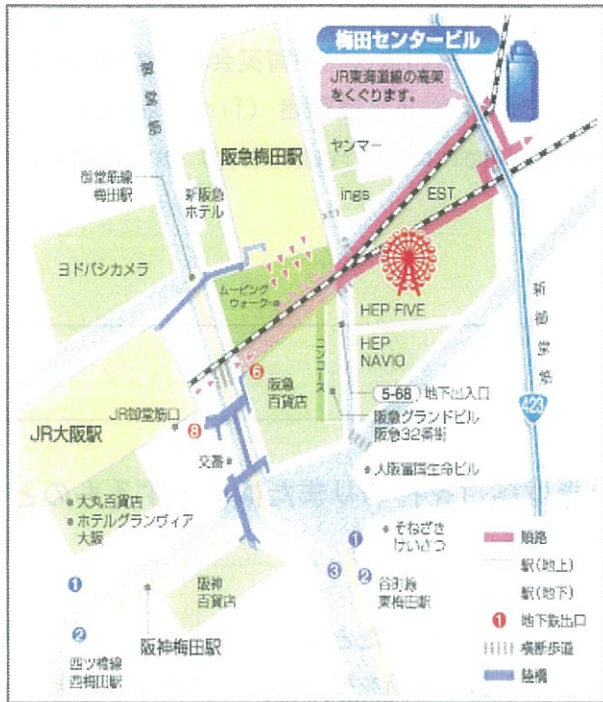 梅田センタービル
JR東海道線の高架
をくぐります。
御堂筋線
梅田駅
阪急梅田駅
新阪急
ホテル
ヤンマー
ings
EST
ヨドバシカメラ
ムービング
ウォーク
HEP FIVE
HEP
NAVIO
コンコース
新御堂筋
423
6
阪急
百貨店
5-68 地下出入口
阪急グランドビル
阪急32番街
JR御堂筋口
JR大阪駅
8
交番
大阪富国生命ビル
大丸百貨店
ホテルグランヴィア
大阪
1
そねざき
けいさつ
3
2
谷町線
東梅田駅
阪神
百貨店
1
2
四ツ橋線
西梅田駅
阪神梅田駅
順路
駅(地上)
駅(地下)
1 地下鉄出口
横断歩道
陸橋